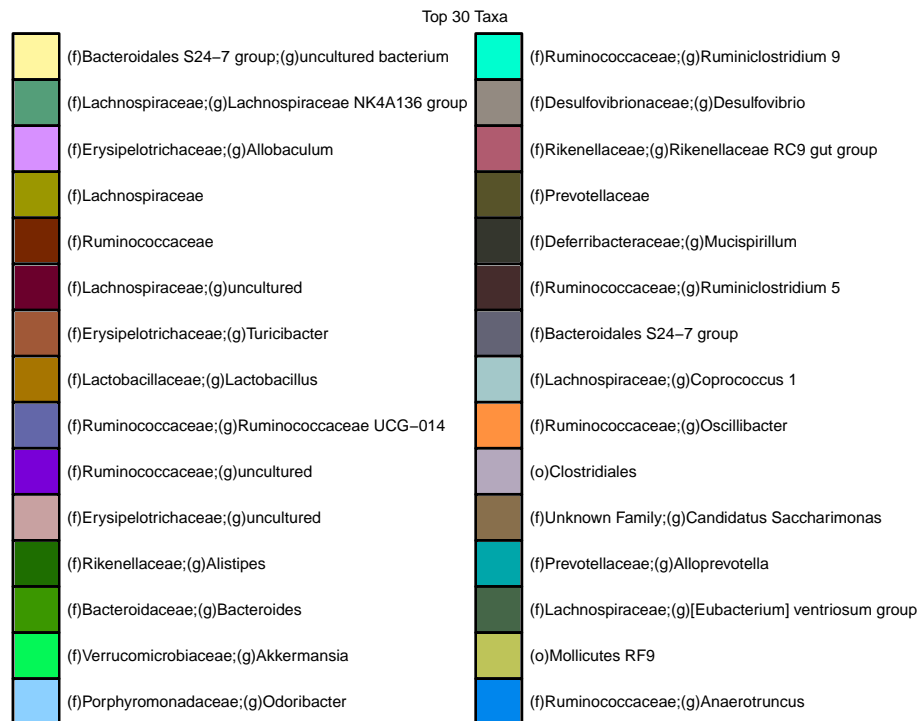 Top 30 Taxa
(f)Bacteroidales S24−7 group;(g)uncultured bacterium
(f)Lachnospiraceae;(g)Lachnospiraceae NK4A136 group
(f)Erysipelotrichaceae;(g)Allobaculum
(f)Lachnospiraceae
(f)Ruminococcaceae
(f)Lachnospiraceae;(g)uncultured
(f)Erysipelotrichaceae;(g)Turicibacter
(f)Lactobacillaceae;(g)Lactobacillus
(f)Ruminococcaceae;(g)Ruminococcaceae UCG−014
(f)Ruminococcaceae;(g)uncultured
(f)Erysipelotrichaceae;(g)uncultured
(f)Rikenellaceae;(g)Alistipes
(f)Bacteroidaceae;(g)Bacteroides
(f)Verrucomicrobiaceae;(g)Akkermansia
(f)Porphyromonadaceae;(g)Odoribacter
(f)Ruminococcaceae;(g)Ruminiclostridium 9
(f)Desulfovibrionaceae;(g)Desulfovibrio
(f)Rikenellaceae;(g)Rikenellaceae RC9 gut group
(f)Prevotellaceae
(f)Deferribacteraceae;(g)Mucispirillum
(f)Ruminococcaceae;(g)Ruminiclostridium 5
(f)Bacteroidales S24−7 group
(f)Lachnospiraceae;(g)Coprococcus 1
(f)Ruminococcaceae;(g)Oscillibacter
(o)Clostridiales
(f)Unknown Family;(g)Candidatus Saccharimonas
(f)Prevotellaceae;(g)Alloprevotella
(f)Lachnospiraceae;(g)[Eubacterium] ventriosum group
(o)Mollicutes RF9
(f)Ruminococcaceae;(g)Anaerotruncus